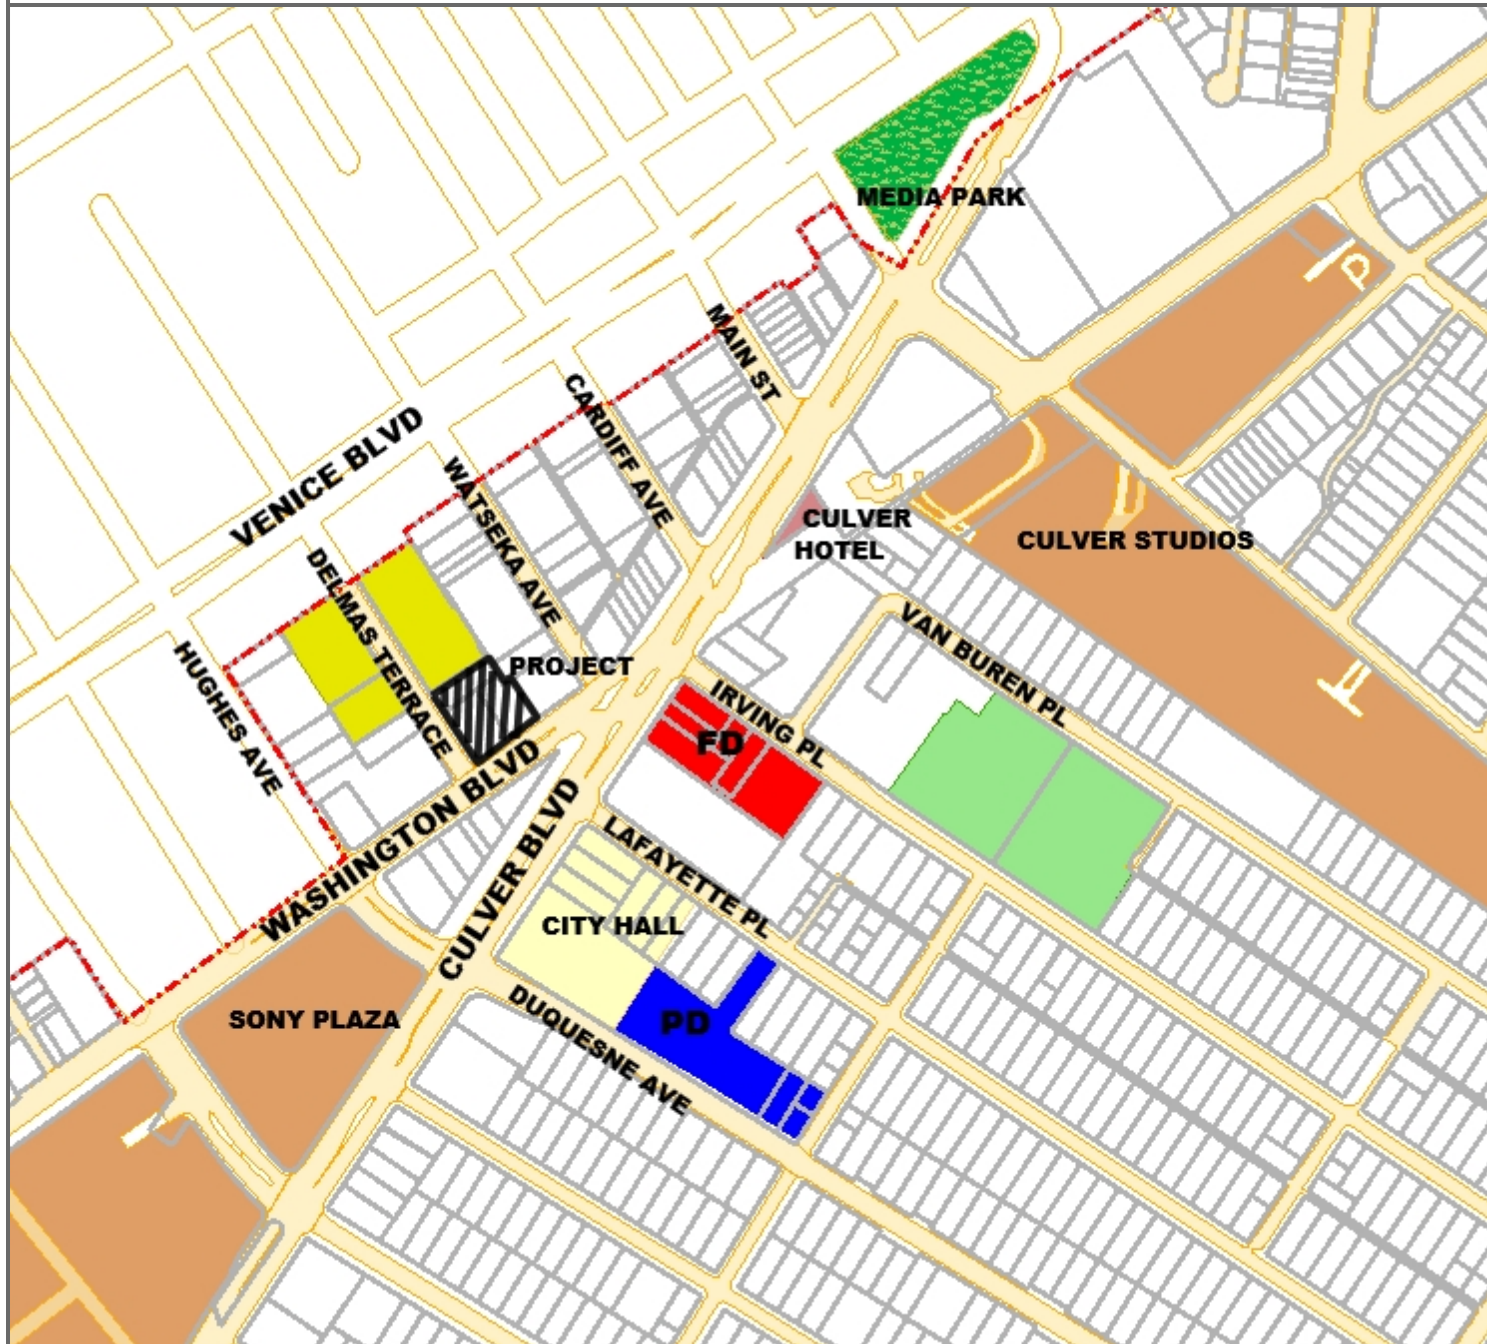 MEDIA PARK
MAIN ST
CARDIFF AVE
VENICE BLVD
WATSEKA AVE
CULVER
HOTEL
CULVER STUDIOS
DELMAS TERRACE
HUGHES AVE
PROJECT
VAN BUREN PL
IRVING PL
FD
WASHINGTON BLVD
CULVER BLVD
LAFAYETTE PL
CITY HALL
SONY PLAZA
PD
DUQUESNE AVE